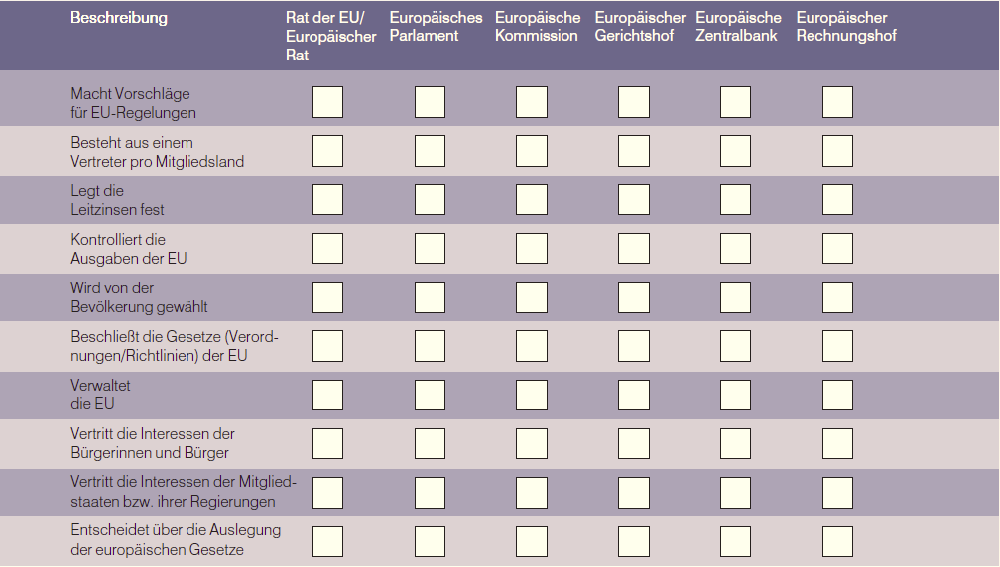 Beschreibung
Rat der EU/
Europäischer
Rat
Europäisches
Parlament
Europäische
Kommission
Europäischer
Gerichtshof
Europäische
Zentralbank
Europäischer
Rechnungshof
Macht Vorschläge
für EU-Regelungen
Besteht aus einem
Vertreter pro Mitgliedsland
Legt die
Leitzinsen fest
Kontrolliert die
Ausgaben der EU
Wird von der
Bevölkerung gewählt
Beschließt die Gesetze (Verord-
nungen/Richtlinien) der EU
Verwaltet
die EU
Vertritt die Interessen der
Bürgerinnen und Bürger
Vertritt die Interessen der Mitglied-
staaten bzw. ihrer Regierungen
Entscheidet über die Auslegung
der europäischen Gesetze